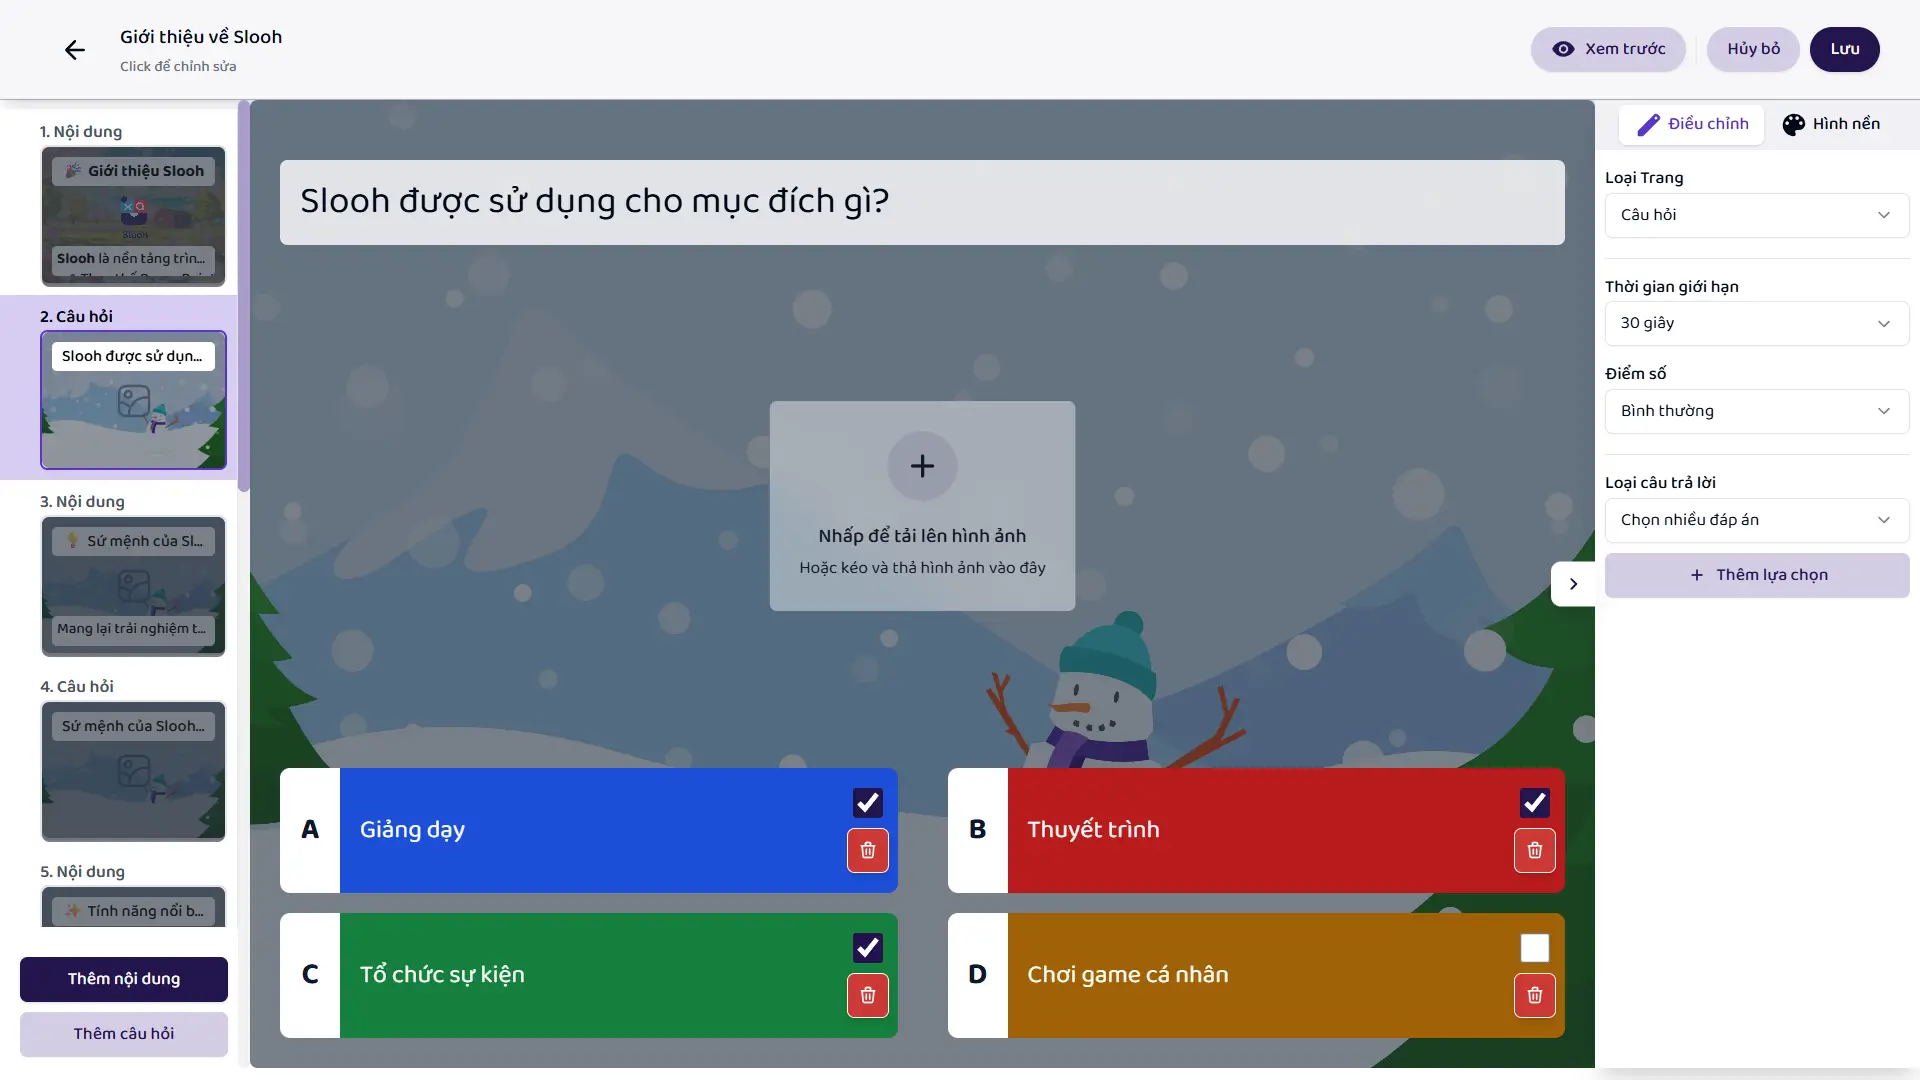 Giới thiệu về Slooh
Click để chỉnh sửa
Xem trước
Hủy bỏ
Lưu
1. Nội dung
🎉 Giới thiệu Slooh
Slooh
Slooh là nền tảng trìn...
2. Câu hỏi
Slooh được sử dụn...
3. Nội dung
💡 Sứ mệnh của Sl...
Mang lại trải nghiệm t...
4. Câu hỏi
Sứ mệnh của Slooh...
5. Nội dung
✨ Tính năng nổi b...
Thêm nội dung
Thêm câu hỏi
Slooh được sử dụng cho mục đích gì?
+
Nhấp để tải lên hình ảnh
Hoặc kéo và thả hình ảnh vào đây
A Giảng dạy
B Thuyết trình
C Tổ chức sự kiện
D Chơi game cá nhân
Điều chỉnh
Hình nền
Loại Trang
Câu hỏi
Thời gian giới hạn
30 giây
Điểm số
Bình thường
Loại câu trả lời
Chọn nhiều đáp án
+ Thêm lựa chọn